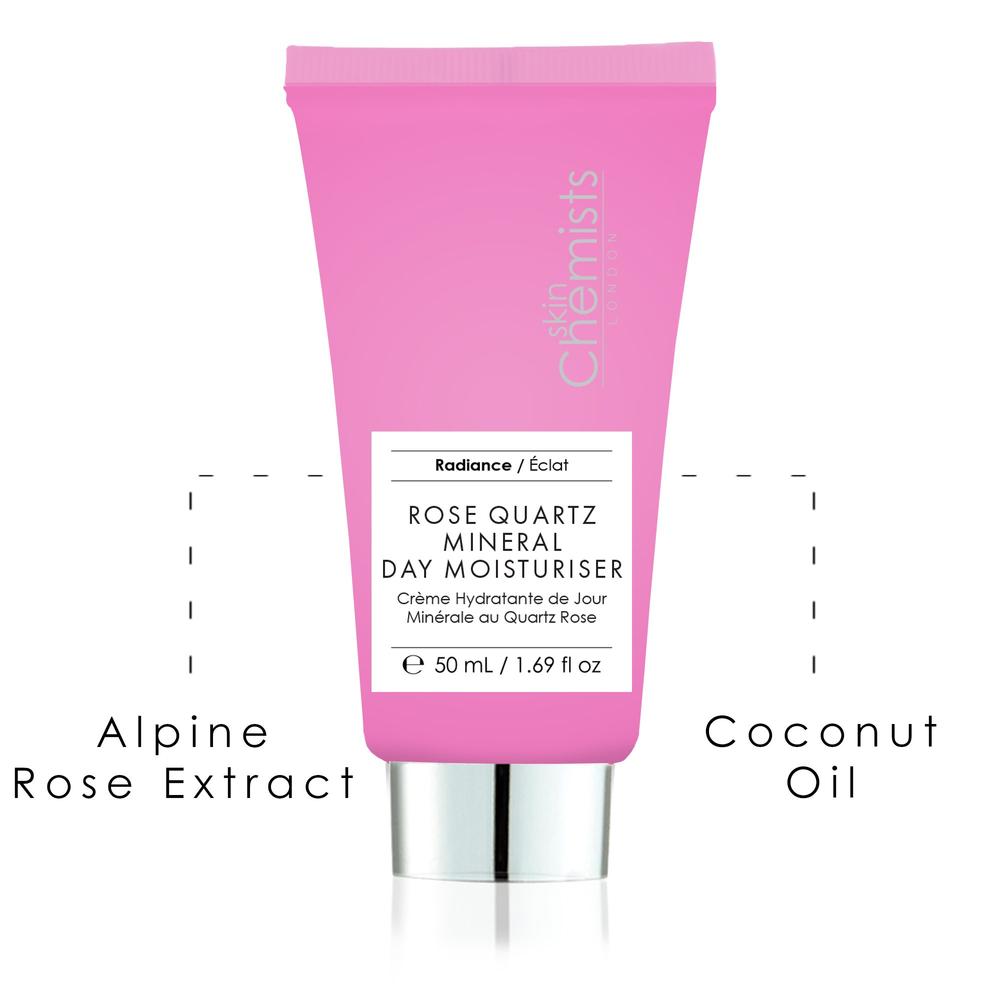 skin
Chemists
LONDON
Radiance / Éclat
ROSE QUARTZ
MINERAL
DAY MOISTURISER
Crème Hydratante de Jour
Minérale au Quartz Rose
℮ 50 mL / 1.69 fl oz
Alpine
Rose Extract
Coconut
Oil